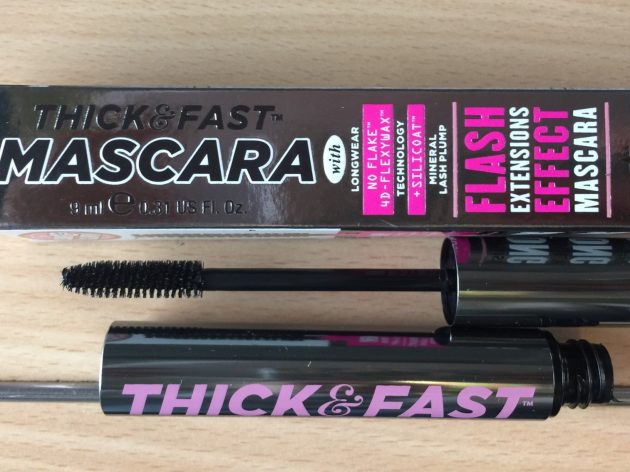 THICK&FAST™
MASCARA
with
LONGWEAR
NO FLAKE™
4D-FLEXYWAX™
TECHNOLOGY
+SILICOAT™
MINERAL
LASH PLUMP
FLASH
EXTENSIONS
EFFECT
MASCARA
9 ml ℮ 0.31 US Fl. Oz.
THICK&FAST™